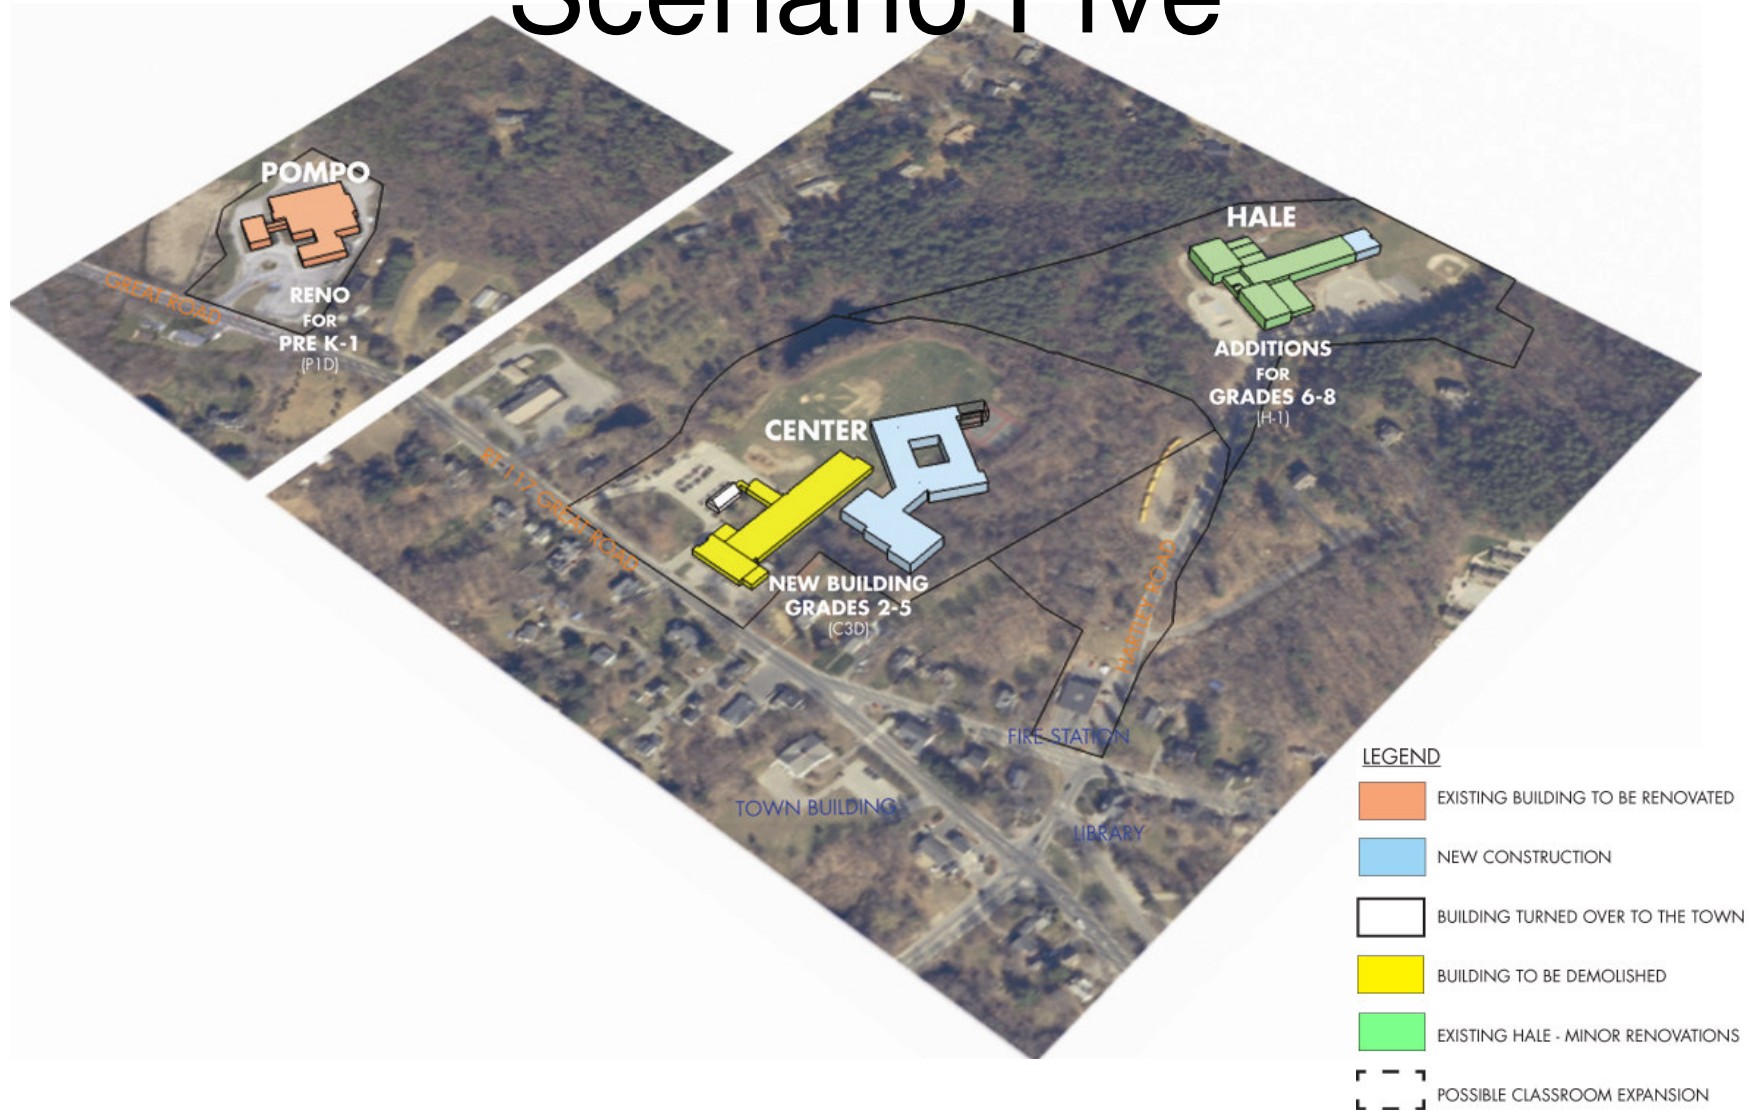 Scenario Five
POMPO
GREAT ROAD
RENO
FOR
PRE K-1
(P1D)
HALE
ADDITIONS
FOR
GRADES 6-8
(H-1)
CENTER
RT-117 GREAT ROAD
NEW BUILDING
GRADES 2-5
(C3D)
HARTLEY ROAD
FIRE STATION
TOWN BUILDING
LIBRARY
LEGEND
EXISTING BUILDING TO BE RENOVATED
NEW CONSTRUCTION
BUILDING TURNED OVER TO THE TOWN
BUILDING TO BE DEMOLISHED
EXISTING HALE - MINOR RENOVATIONS
POSSIBLE CLASSROOM EXPANSION